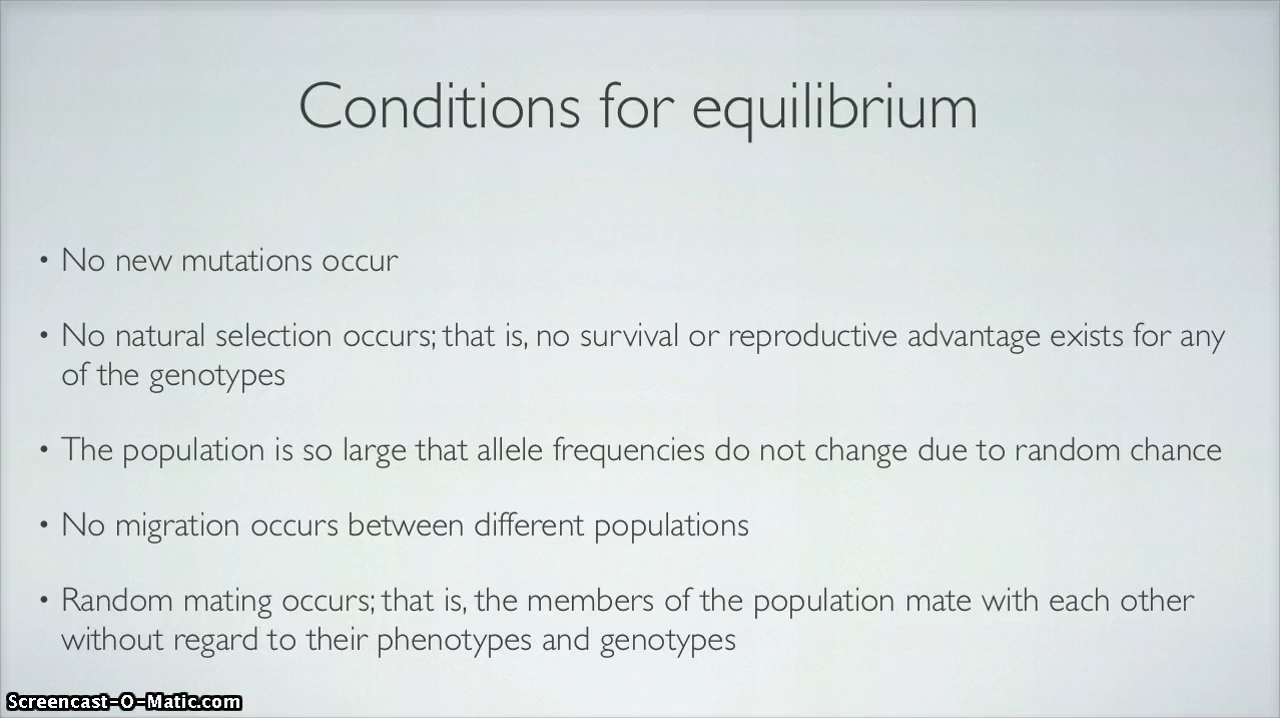 Conditions for equilibrium
• No new mutations occur
• No natural selection occurs; that is, no survival or reproductive advantage exists for any
of the genotypes
• The population is so large that allele frequencies do not change due to random chance
• No migration occurs between different populations
• Random mating occurs; that is, the members of the population mate with each other
without regard to their phenotypes and genotypes
Screencast-O-Matic.com